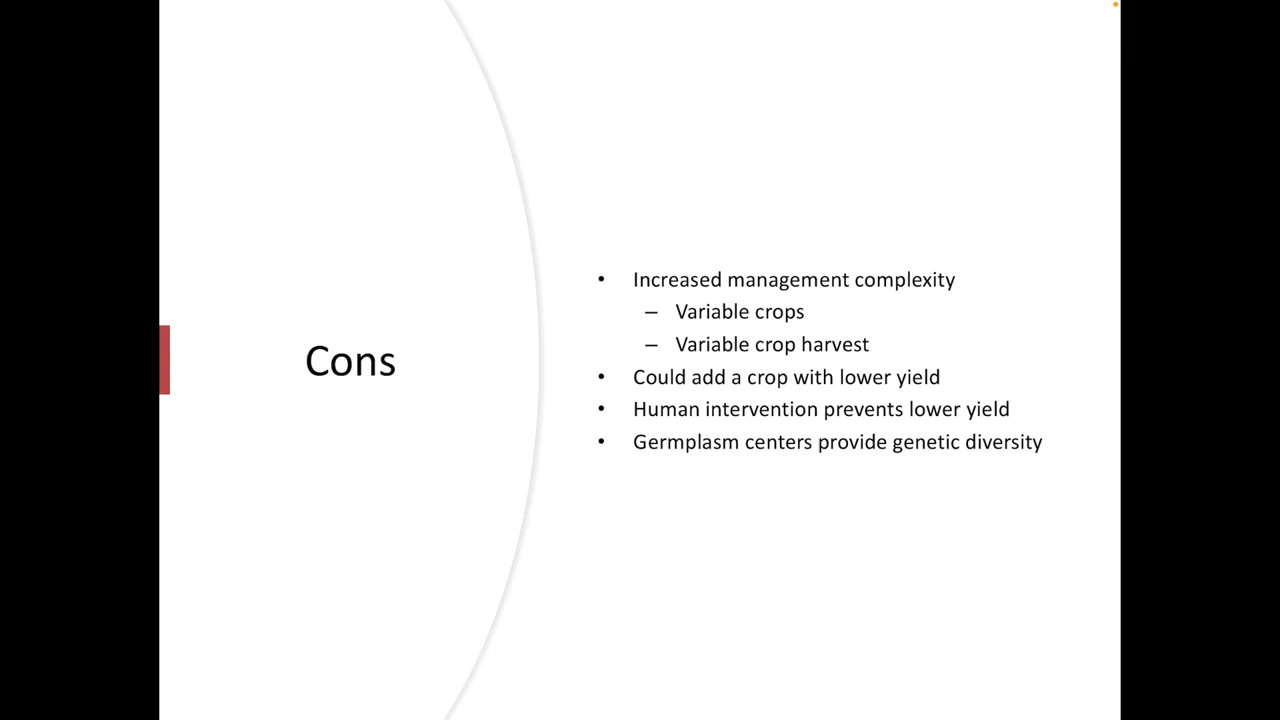 Cons
• Increased management complexity
– Variable crops
– Variable crop harvest
• Could add a crop with lower yield
• Human intervention prevents lower yield
• Germplasm centers provide genetic diversity